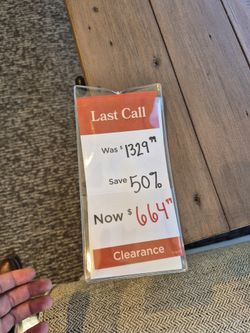 Last Call
Was $ 1329⁹⁹
Save 50%
Now $ 664⁹⁹
Clearance